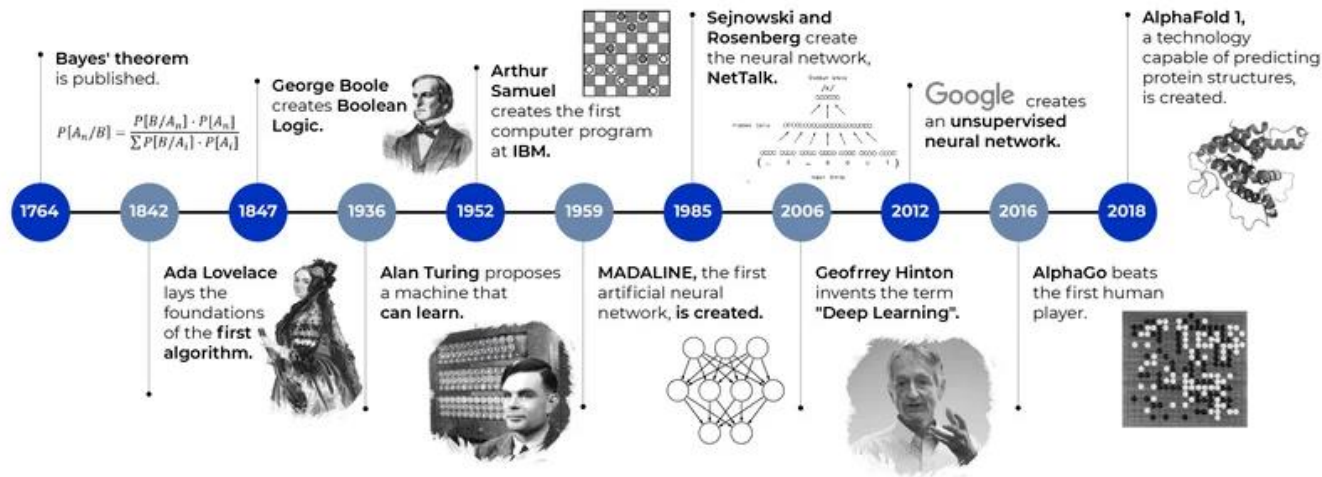 Bayes' theorem
is published.
P[A_n/B] = P[B/A_n] · P[A_n] / ∑P[B/A_i] · P[A_i]
George Boole
creates Boolean
Logic.
Arthur
Samuel
creates the first
computer program
at IBM.
Sejnowski and
Rosenberg create
the neural network,
NetTalk.
Google creates
an unsupervised
neural network.
AlphaFold 1,
a technology
capable of predicting
protein structures,
is created.
1764
1842
1847
1936
1952
1959
1985
2006
2012
2016
2018
Ada Lovelace
lays the
foundations
of the first
algorithm.
Alan Turing proposes
a machine that
can learn.
MADALINE, the first
artificial neural
network, is created.
Geofrrey Hinton
invents the term
"Deep Learning".
AlphaGo beats
the first human
player.